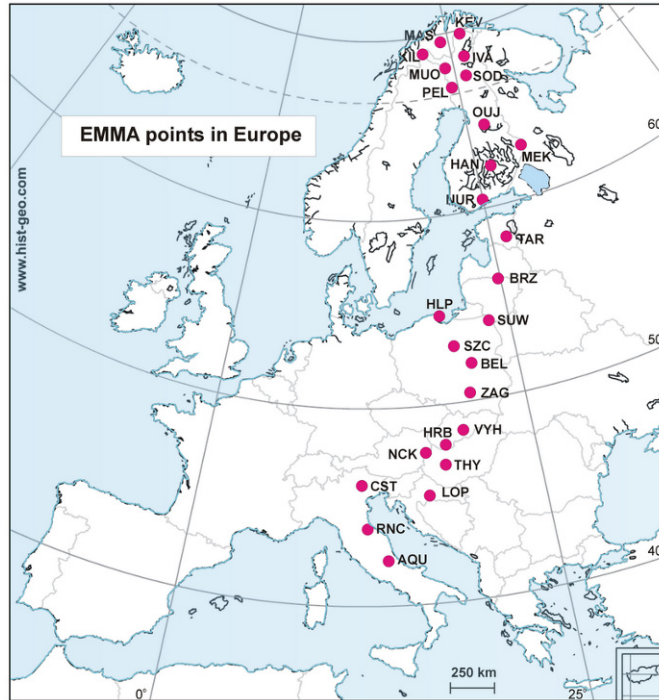 KEV
MAS
KIL
IVA
MUO
SOD
PEL
OUJ
EMMA points in Europe
60
MEK
HAN
NUR
www.hist-geo.com
TAR
BRZ
HLP
SUW
SZC
50
BEL
ZAG
HRB
VYH
NCK
THY
CST
LOP
RNC
40
AQU
250 km
0°
25°